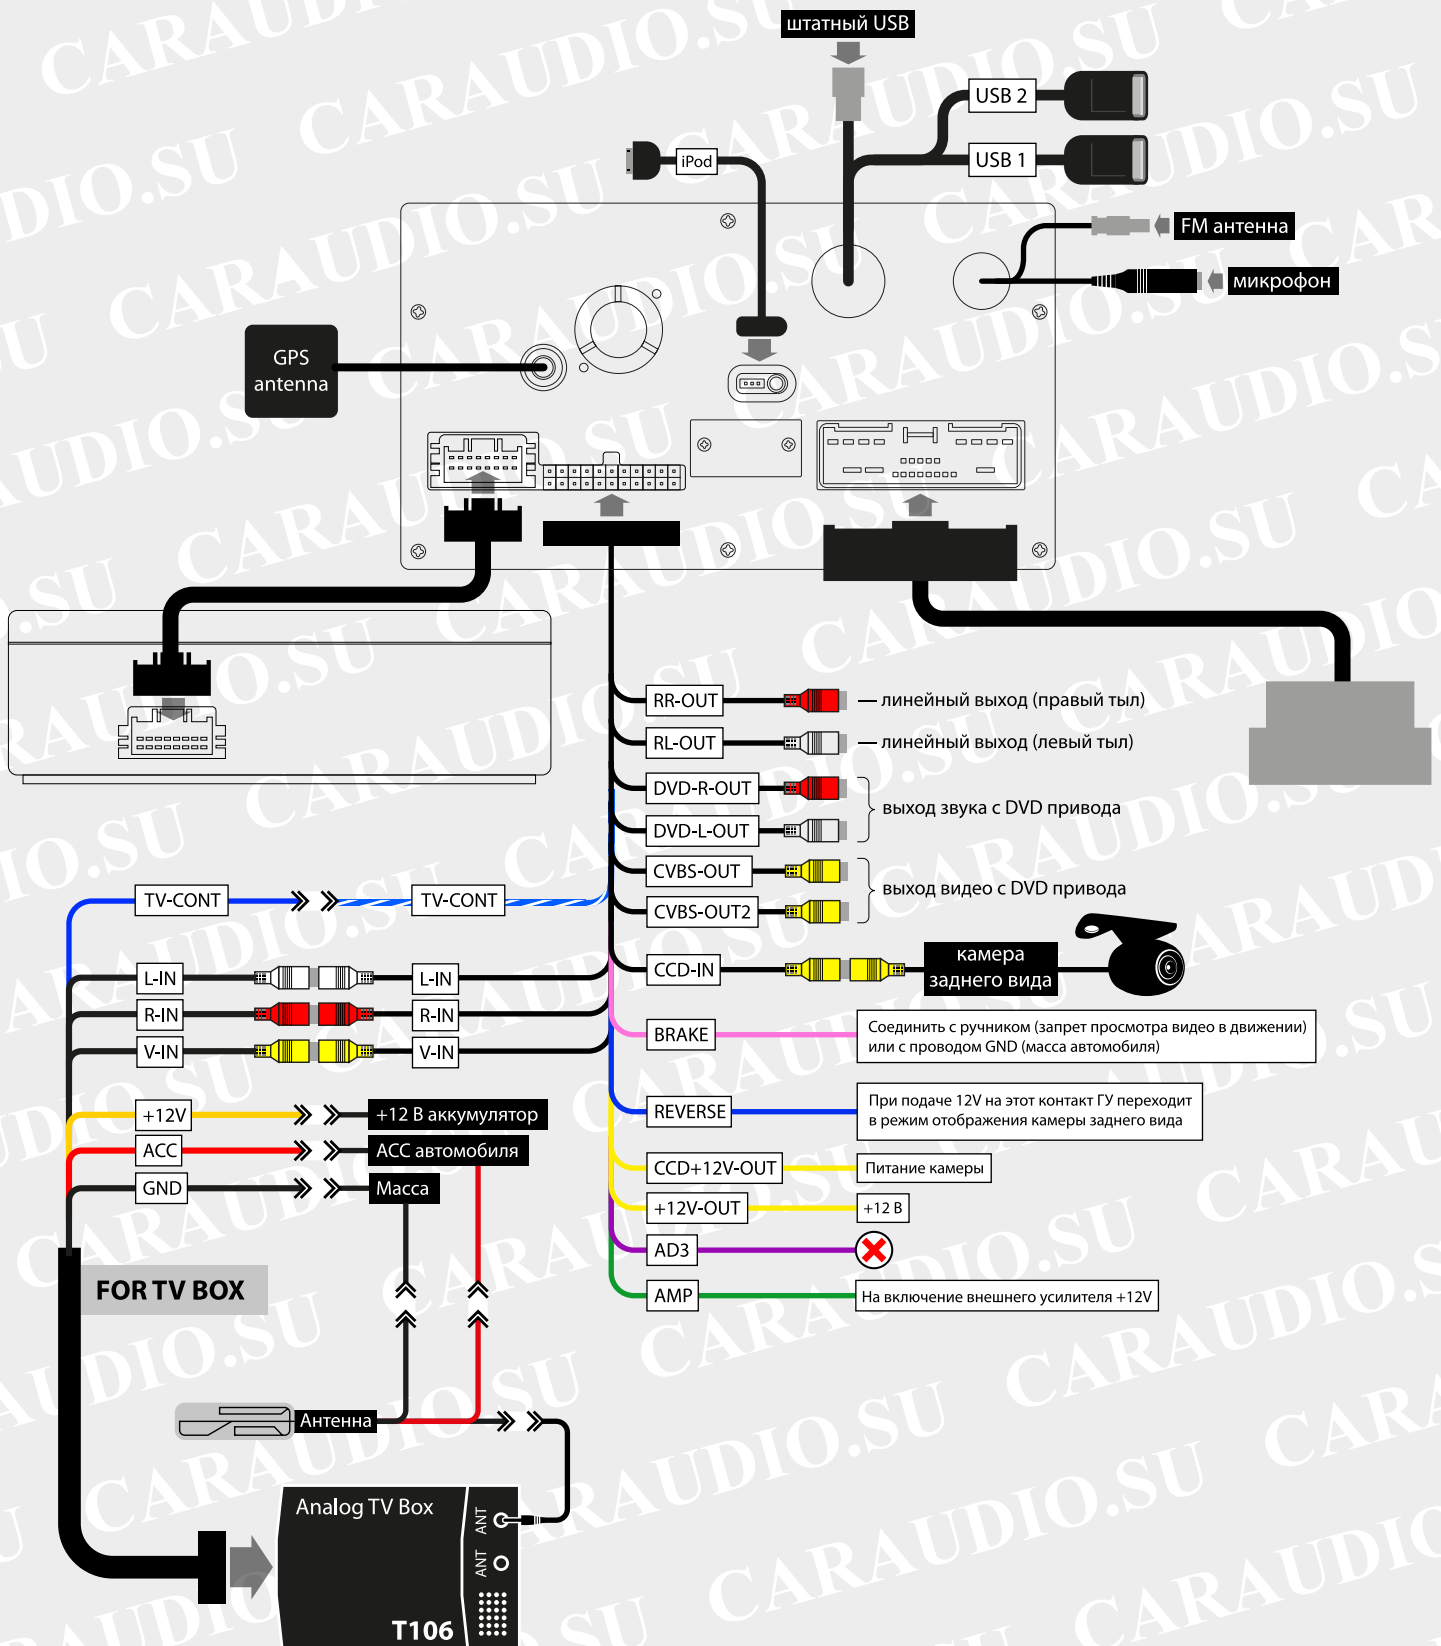 штатный USB
USB 2
USB 1
iPod
FM антенна
микрофон
GPS
antenna
RR-OUT
— линейный выход (правый тыл)
RL-OUT
— линейный выход (левый тыл)
DVD-R-OUT
DVD-L-OUT
выход звука с DVD привода
CVBS-OUT
CVBS-OUT2
выход видео с DVD привода
TV-CONT
TV-CONT
CCD-IN
камера
заднего вида
L-IN
L-IN
R-IN
R-IN
V-IN
V-IN
BRAKE
Соединить с ручником (запрет просмотра видео в движении)
или с проводом GND (масса автомобиля)
+12V
+12 В аккумулятор
REVERSE
При подаче 12V на этот контакт ГУ переходит
в режим отображения камеры заднего вида
ACC
ACC автомобиля
CCD+12V-OUT
Питание камеры
GND
Масса
+12V-OUT
+12 В
AD3
AMP
На включение внешнего усилителя +12V
FOR TV BOX
Антенна
Analog TV Box
ANT
ANT
T106
CARAUDIO.SU